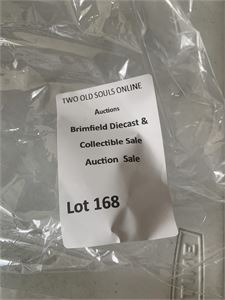 TWO OLD SOULS ONLINE
Auctions
Brimfield Diecast &
Collectible Sale
Auction Sale
Lot 168